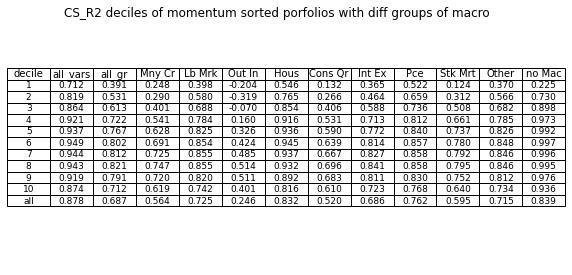 CS_R2 deciles of momentum sorted porfolios with diff groups of macro
decile all_vars all_gr Mny Cr Lb Mrk Out In Hous Cons Qr Int Ex Pce Stk Mrt Other no Mac
1 0.712 0.391 0.248 0.398 -0.204 0.546 0.132 0.365 0.522 0.124 0.370 0.225
2 0.819 0.531 0.290 0.580 -0.319 0.765 0.266 0.464 0.659 0.312 0.566 0.730
3 0.864 0.613 0.401 0.688 -0.070 0.854 0.406 0.588 0.736 0.508 0.682 0.898
4 0.921 0.722 0.541 0.784 0.160 0.916 0.531 0.713 0.812 0.661 0.785 0.973
5 0.937 0.767 0.628 0.825 0.326 0.936 0.590 0.772 0.840 0.737 0.826 0.992
6 0.949 0.802 0.691 0.854 0.424 0.945 0.639 0.814 0.857 0.780 0.848 0.997
7 0.944 0.812 0.725 0.855 0.485 0.937 0.667 0.827 0.858 0.792 0.846 0.996
8 0.943 0.821 0.747 0.855 0.514 0.932 0.696 0.841 0.858 0.795 0.846 0.995
9 0.919 0.791 0.720 0.820 0.511 0.892 0.683 0.811 0.830 0.752 0.812 0.976
10 0.874 0.712 0.619 0.742 0.401 0.816 0.610 0.723 0.768 0.640 0.734 0.936
all 0.878 0.687 0.564 0.725 0.246 0.832 0.520 0.686 0.762 0.595 0.715 0.839